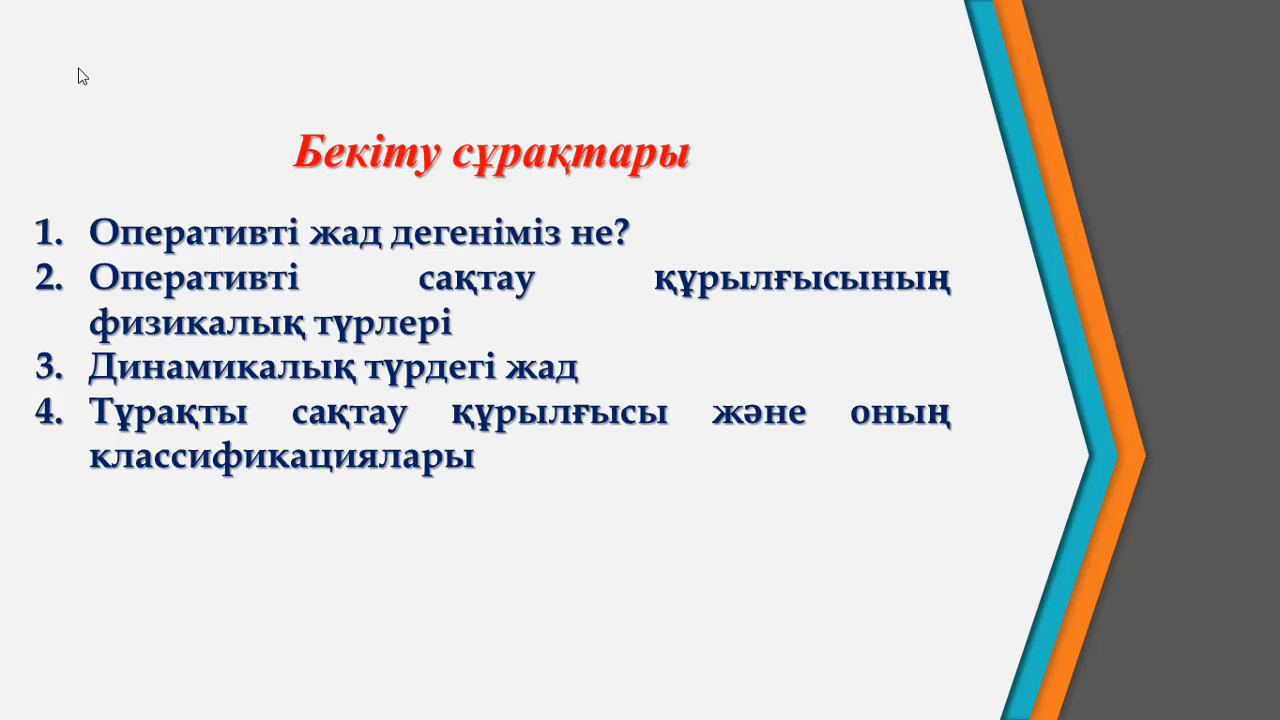 Бекіту сұрақтары
1. Оперативті жад дегеніміз не?
2. Оперативті сақтау құрылғысының
физикалық түрлері
3. Динамикалық түрдегі жад
4. Тұрақты сақтау құрылғысы және оның
классификациялары